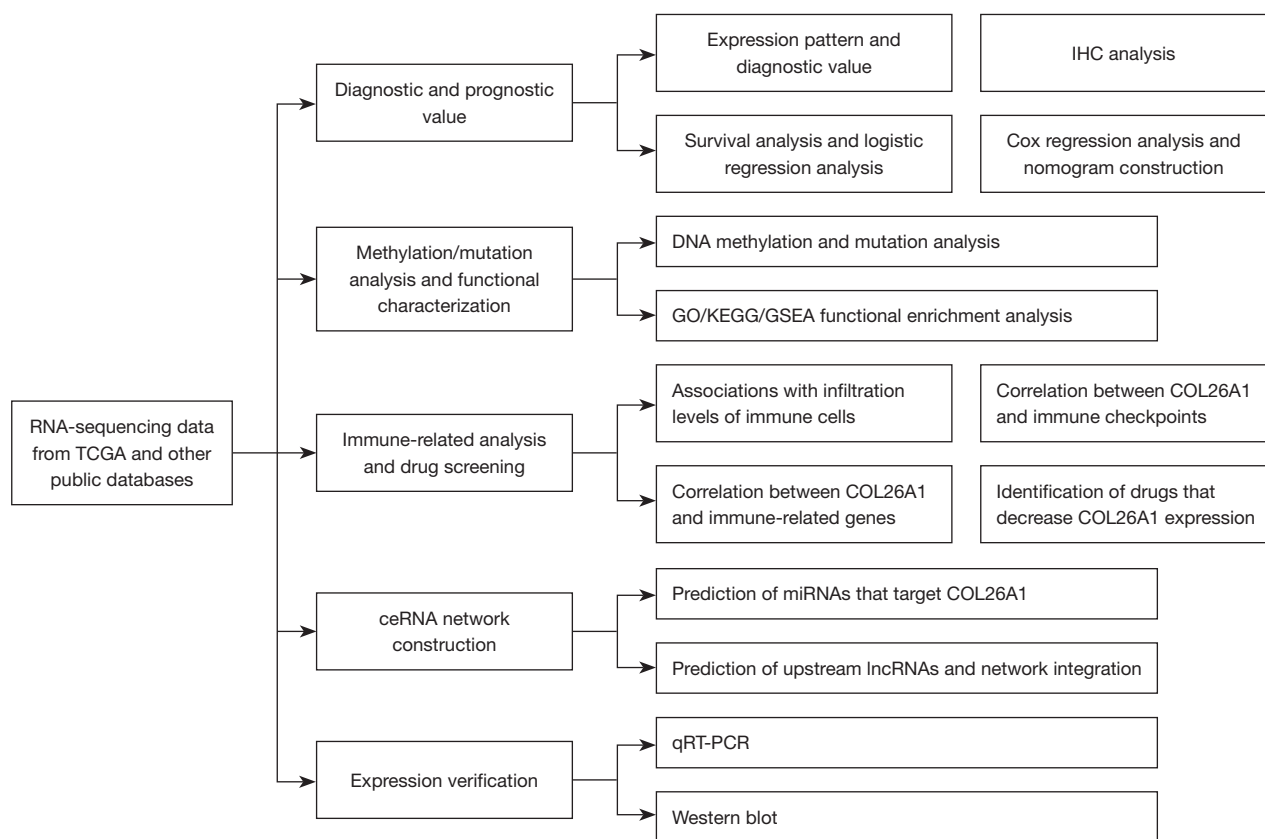 RNA-sequencing data
from TCGA and other
public databases
Diagnostic and prognostic
value
Expression pattern and
diagnostic value
IHC analysis
Survival analysis and logistic
regression analysis
Cox regression analysis and
nomogram construction
Methylation/mutation
analysis and functional
characterization
DNA methylation and mutation analysis
GO/KEGG/GSEA functional enrichment analysis
Immune-related analysis
and drug screening
Associations with infiltration
levels of immune cells
Correlation between COL26A1
and immune checkpoints
Correlation between COL26A1
and immune-related genes
Identification of drugs that
decrease COL26A1 expression
ceRNA network
construction
Prediction of miRNAs that target COL26A1
Prediction of upstream lncRNAs and network integration
Expression verification
qRT-PCR
Western blot